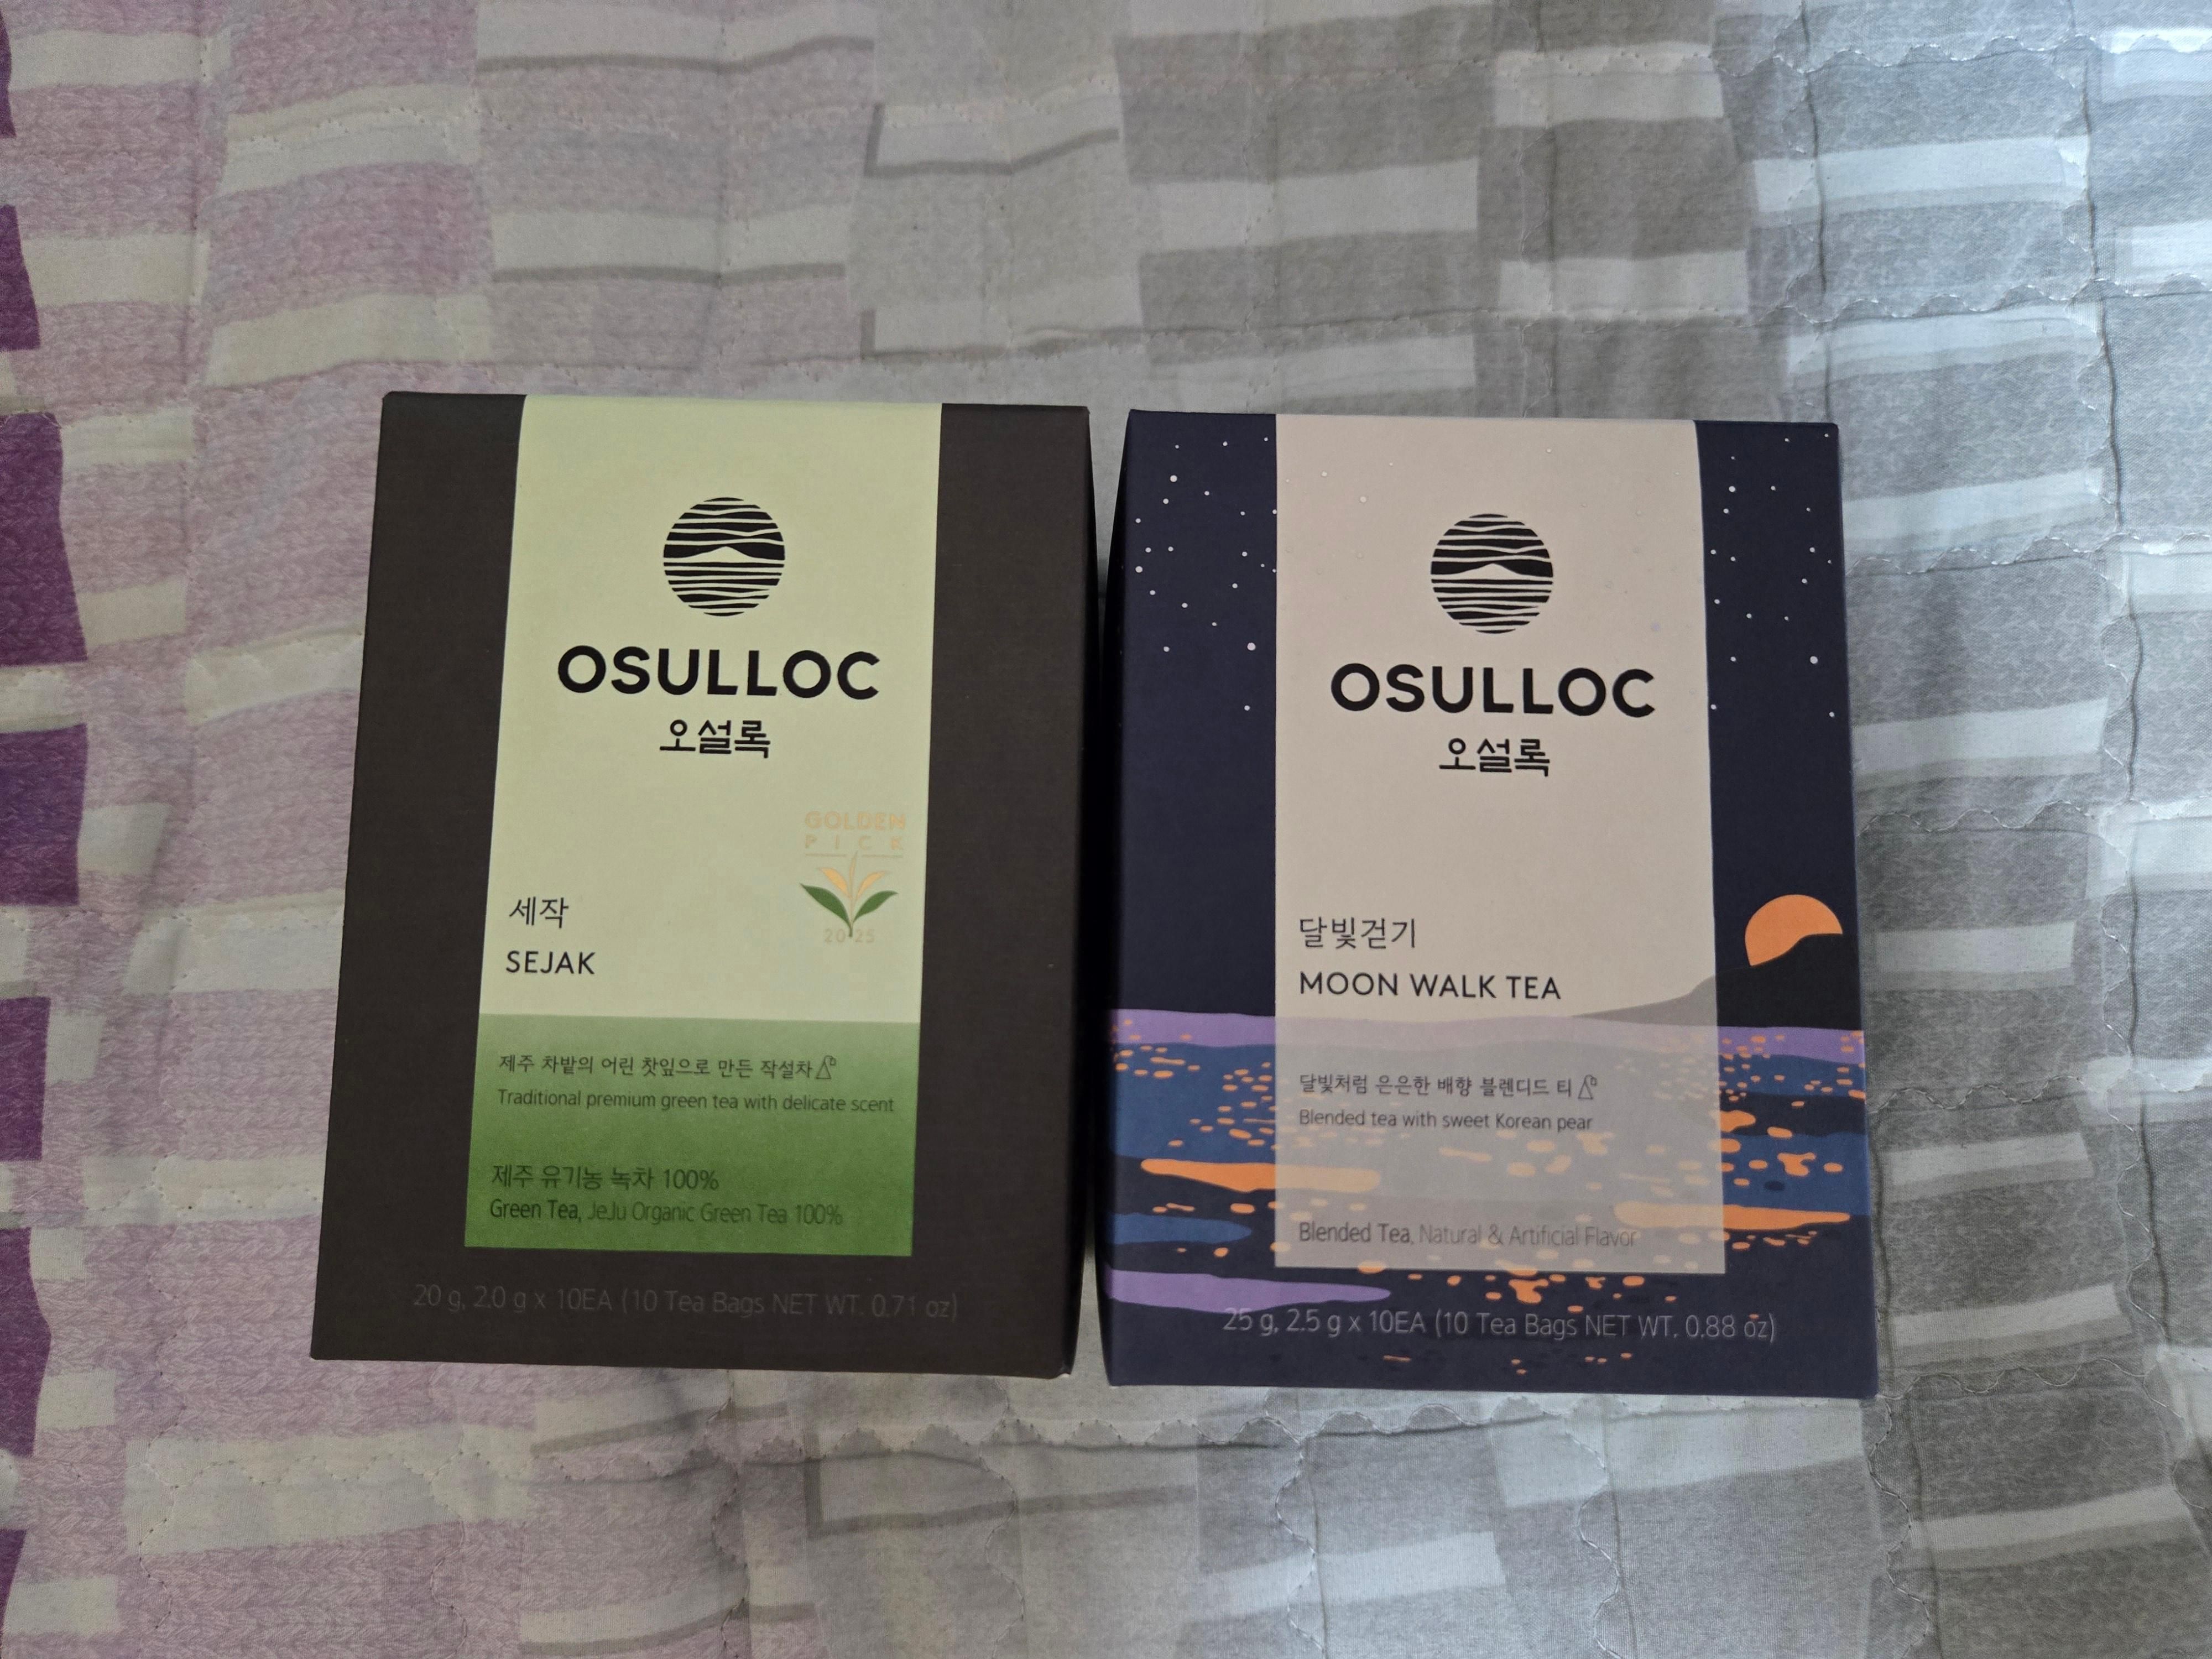 OSULLOC
오설록
GOLDEN
PICK
2025
세작
SEJAK
제주 차밭의 어린 찻잎으로 만든 작설차
Traditional premium green tea with delicate scent
제주 유기농 녹차 100%
Green Tea, JeJu Organic Green Tea 100%
20 g, 2.0 g x 10EA (10 Tea Bags NET WT. 0.71 oz)
OSULLOC
오설록
달빛걷기
MOON WALK TEA
달빛처럼 은은한 배향 블렌디드 티
Blended tea with sweet Korean pear
Blended Tea, Natural & Artificial Flavor
25 g, 2.5 g x 10EA (10 Tea Bags NET WT. 0.88 oz)